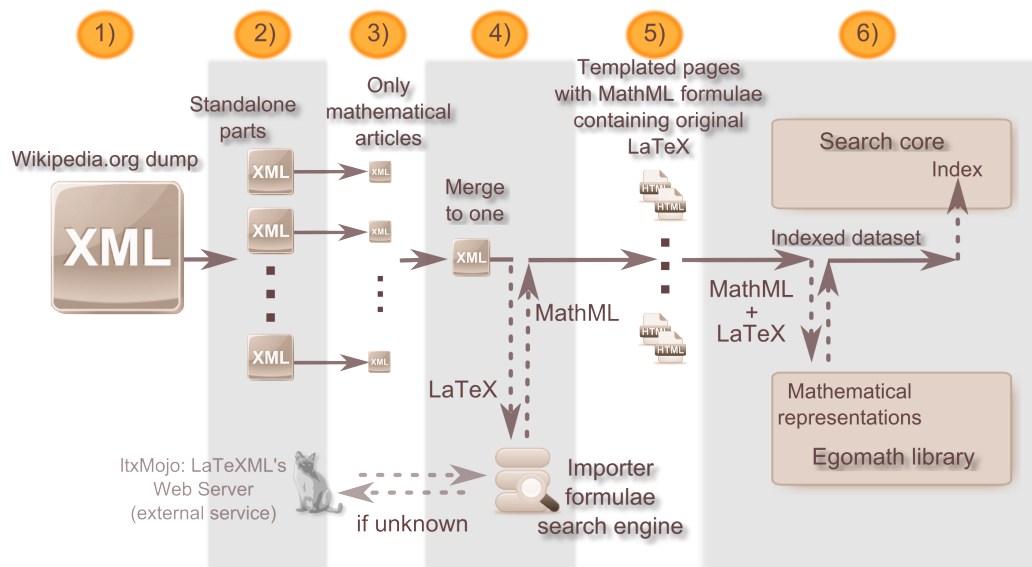 1)
2)
3)
4)
5)
6)
Wikipedia.org dump
XML
Standalone
parts
XML
XML
XML
Only
mathematical
articles
XML
XML
XML
Merge
to one
XML
LaTeX
MathML
Templated pages
with MathML formulae
containing original
LaTeX
HTML
HTML
HTML
HTML
MathML
+
LaTeX
Search core
Index
Indexed dataset
Mathematical
representations
Egomath library
ltxMojo: LaTeXML's
Web Server
(external service)
if unknown
Importer
formulae
search engine